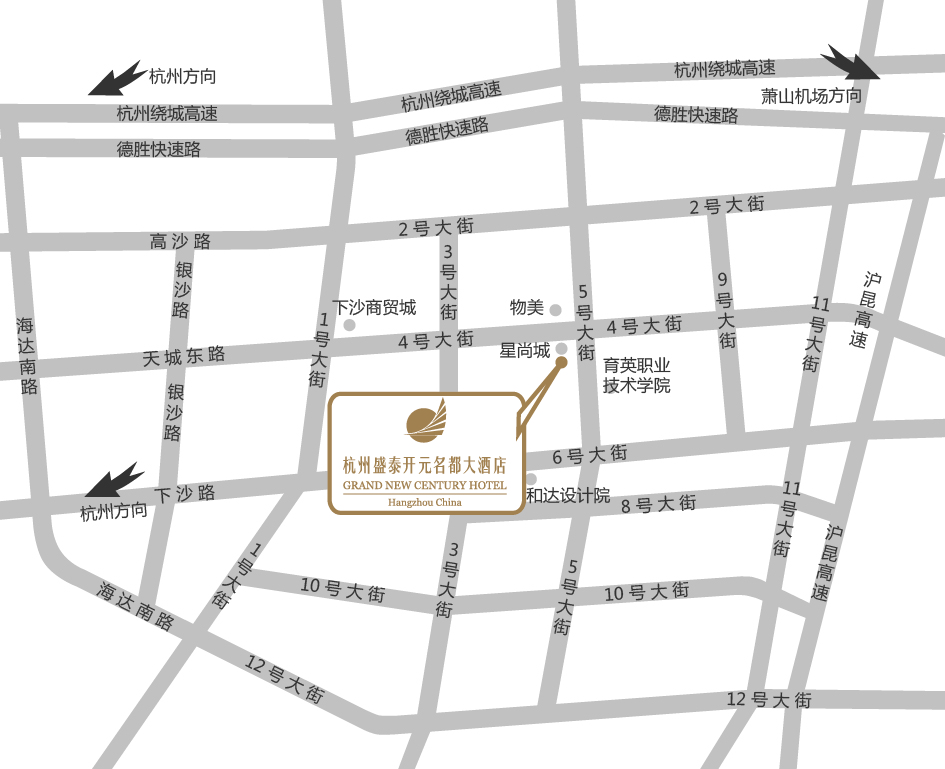 杭州方向
杭州绕城高速
杭州绕城高速
杭州绕城高速
萧山机场方向
德胜快速路
德胜快速路
德胜快速路
2号大街
2号大街
高沙路
银沙路
3号大街
9号大街
沪昆高速
下沙商贸城
物美
5号大街
11号大街
海达南路
1号大街
4号大街
4号大街
天城东路
星尚城
育英职业
技术学院
银沙路
杭州盛泰开元名都大酒店
GRAND NEW CENTURY HOTEL
Hangzhou China
6号大街
下沙路
杭州方向
和达设计院
8号大街
11号大街
沪昆高速
1号大街
3号大街
5号大街
10号大街
10号大街
海达南路
12号大街
12号大街